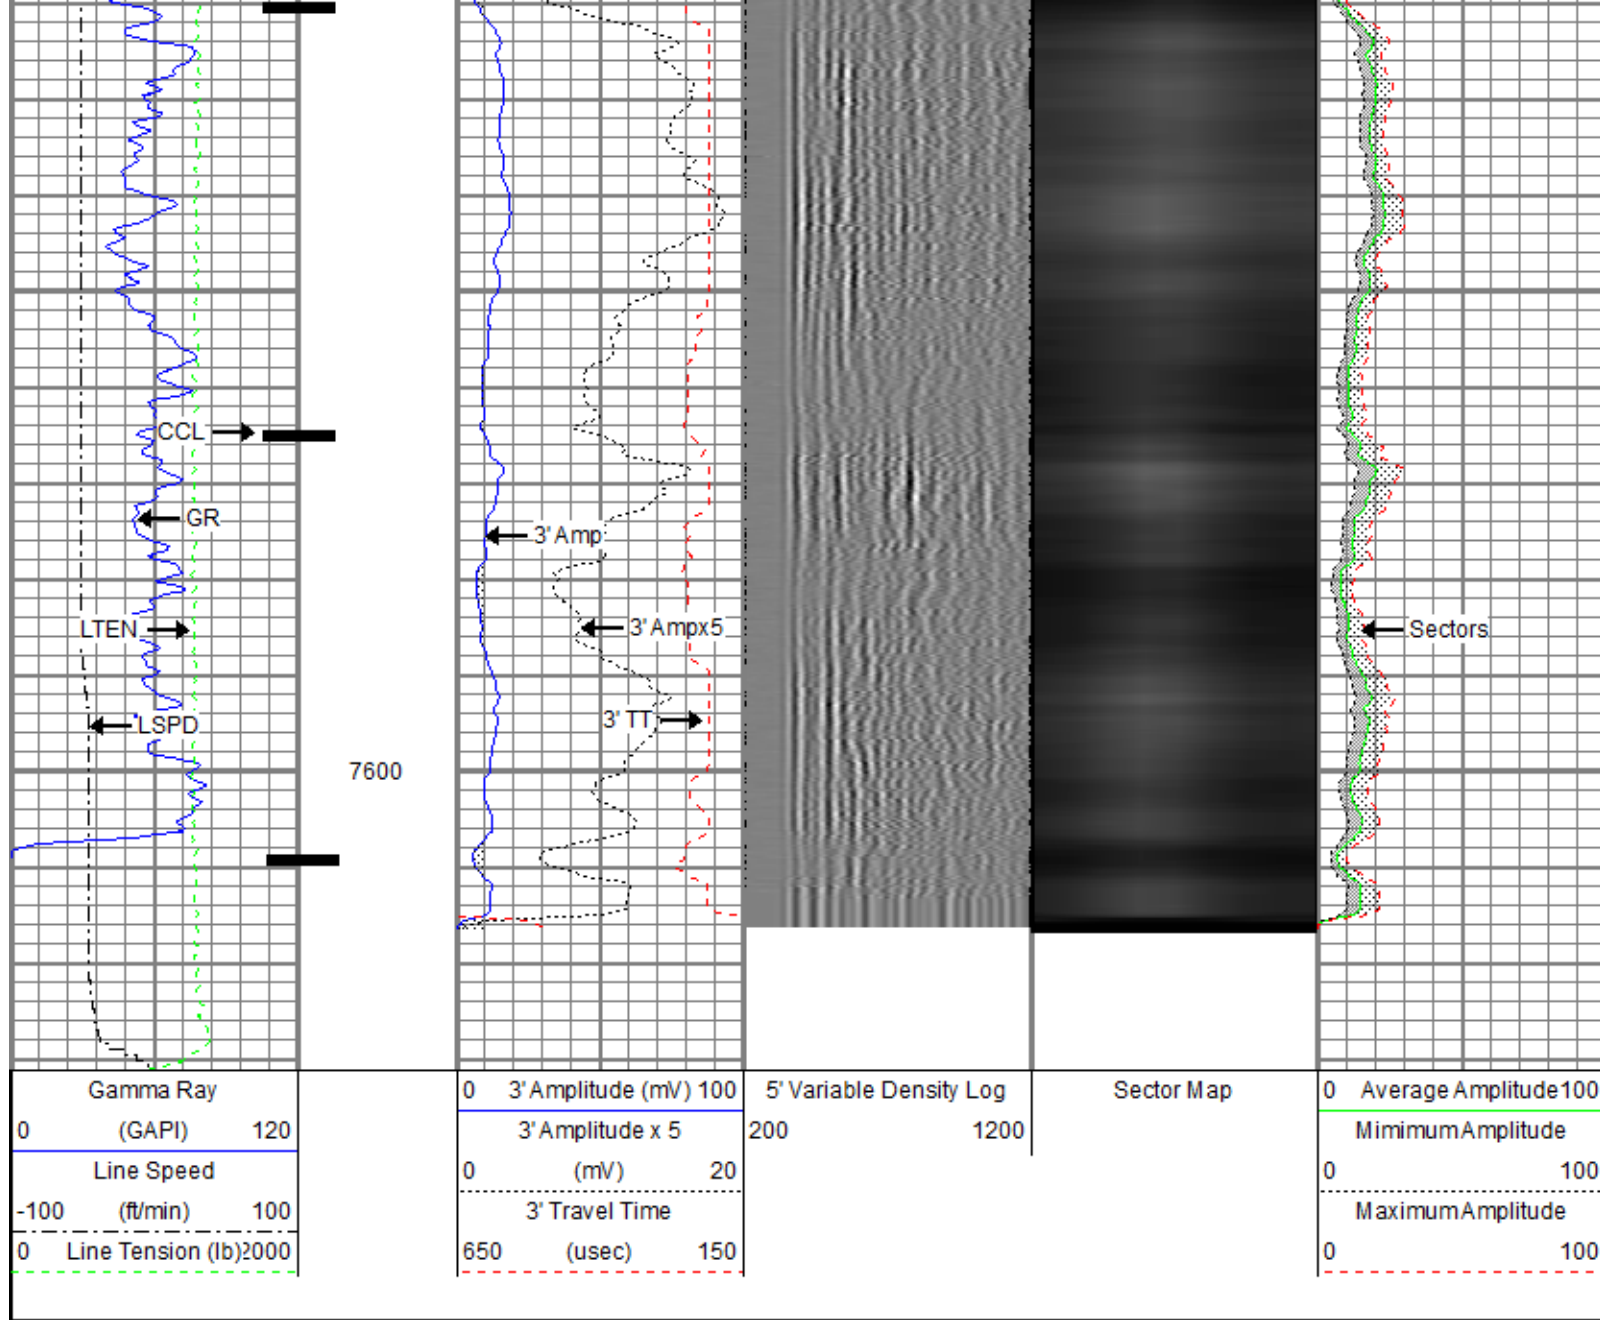 CCL
GR
3' Amp
LTEN
3' Ampx5
Sectors
LSPD
3' TT
7600
Gamma Ray
0 (GAPI) 120
Line Speed
-100 (ft/min) 100
0 Line Tension (lb) 2000
0 3' Amplitude (mV) 100
3' Amplitude x 5
0 (mV) 20
3' Travel Time
650 (usec) 150
5' Variable Density Log
200 1200
Sector Map
0 Average Amplitude 100
Mimimum Amplitude
0 100
Maximum Amplitude
0 100